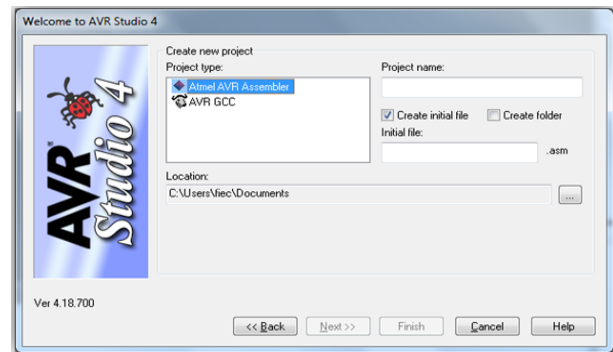 Welcome to AVR Studio 4
Create new project
Project type:
Atmel AVR Assembler
AVR GCC
Project name:
Create initial file
Create folder
Initial file:
.asm
Location:
C:\Users\fiec\Documents
...
AVR Studio 4
Ver 4.18.700
<< Back
Next >>
Finish
Cancel
Help